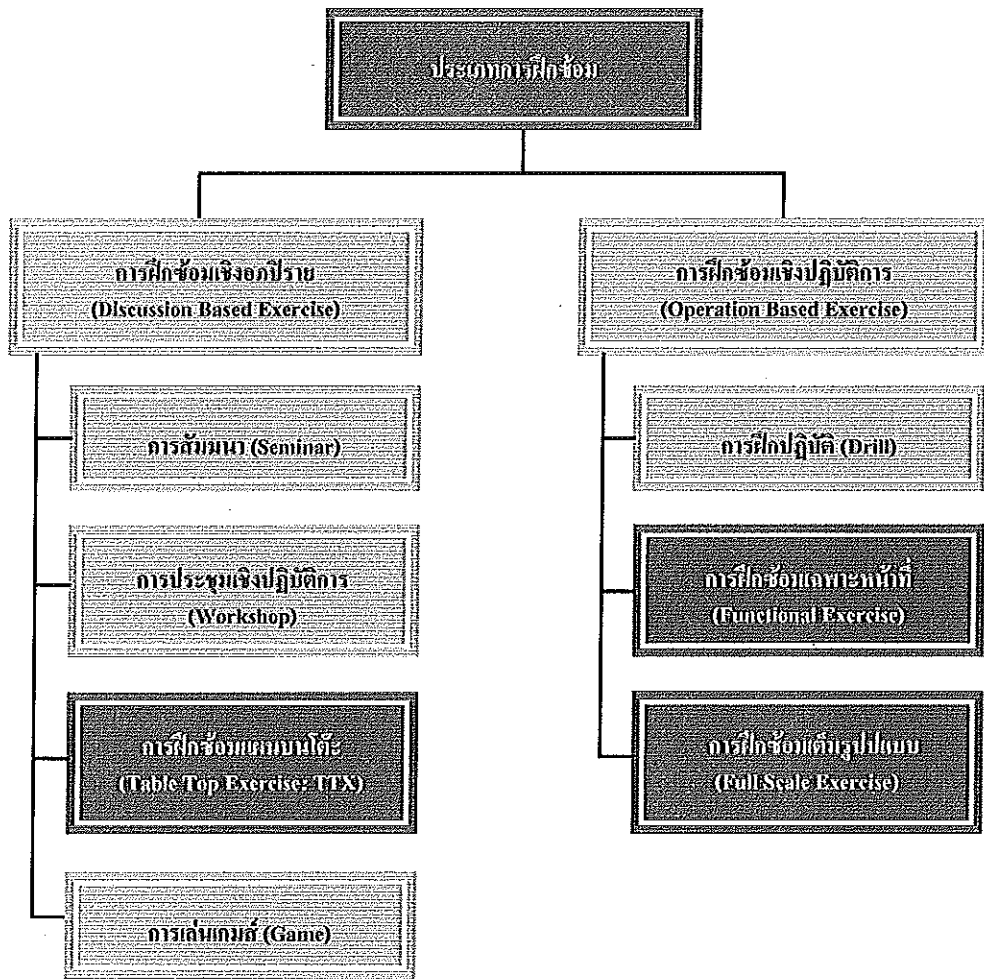 ประเภทการฝึกซ้อม
การฝึกซ้อมเชิงอภิปราย
(Discussion Based Exercise)
การสัมมนา (Seminar)
การประชุมเชิงปฏิบัติการ
(Workshop)
การฝึกซ้อมแผนบนโต๊ะ
(Table Top Exercise: TTX)
การเล่นเกมส์ (Game)
การฝึกซ้อมเชิงปฏิบัติการ
(Operation Based Exercise)
การฝึกปฏิบัติ (Drill)
การฝึกซ้อมเฉพาะหน้าที่
(Functional Exercise)
การฝึกซ้อมเต็มรูปแบบ
(Full Scale Exercise)